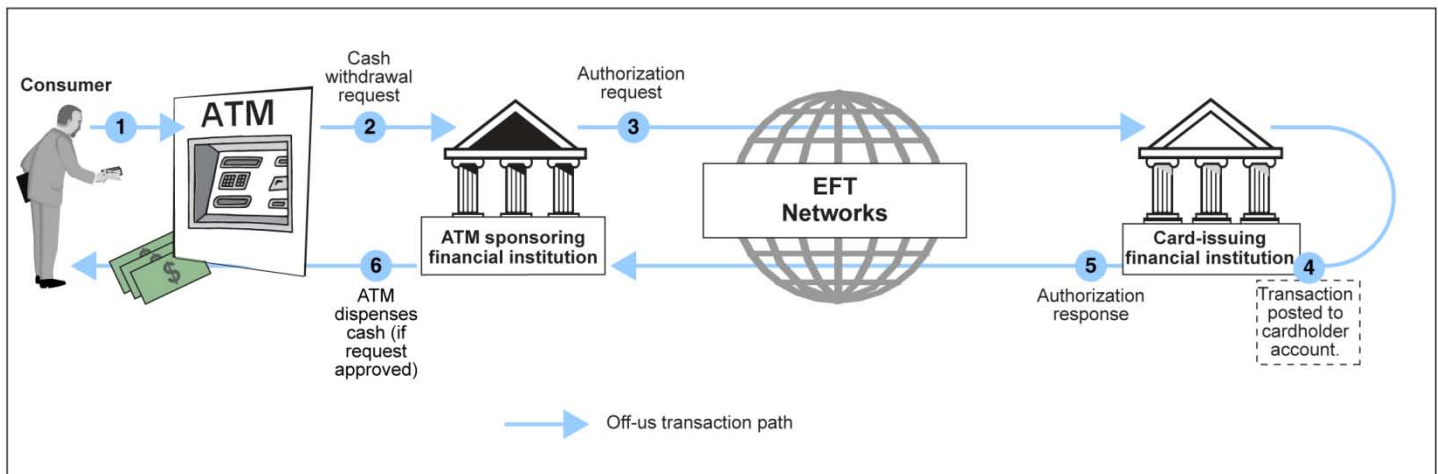 Consumer
1
ATM
Cash
withdrawal
request
2
ATM sponsoring
financial institution
Authorization
request
3
EFT
Networks
Card-issuing
financial institution
4
Transaction
posted to
cardholder
account.
5
Authorization
response
6
ATM
dispenses
cash (if
request
approved)
$
$
Off-us transaction path